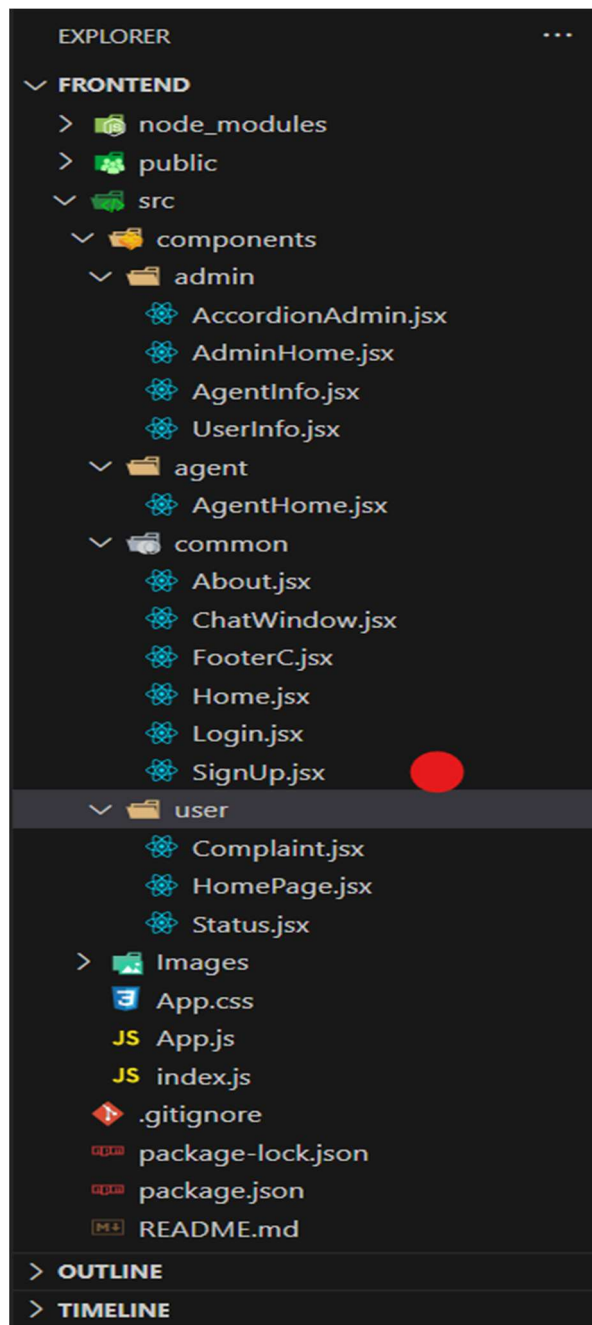 EXPLORER ...
FRONTEND
node_modules
public
src
components
admin
AccordionAdmin.jsx
AdminHome.jsx
AgentInfo.jsx
UserInfo.jsx
agent
AgentHome.jsx
common
About.jsx
ChatWindow.jsx
FooterC.jsx
Home.jsx
Login.jsx
SignUp.jsx
user
Complaint.jsx
HomePage.jsx
Status.jsx
Images
App.css
JS App.js
JS index.js
.gitignore
package-lock.json
package.json
README.md
OUTLINE
TIMELINE